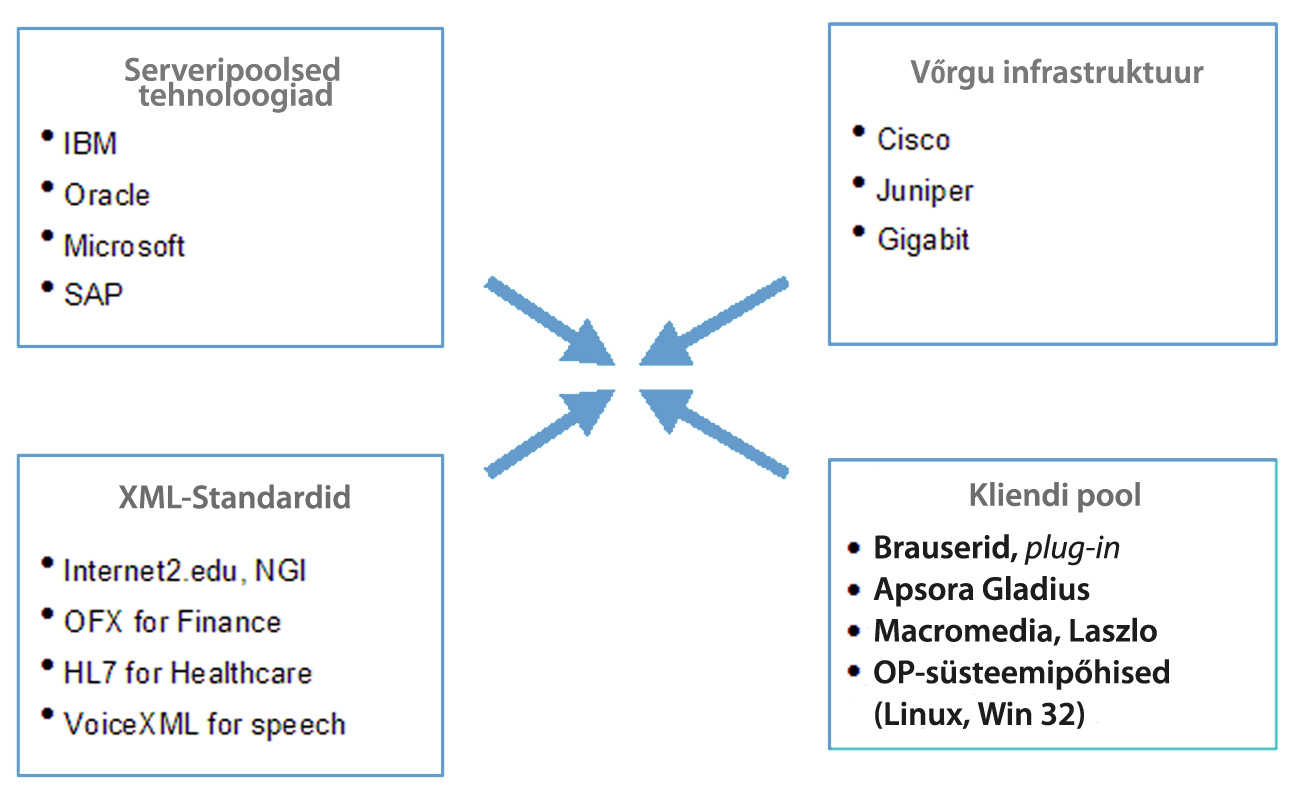 Serveripoolsed
tehnoloogiad
• IBM
• Oracle
• Microsoft
• SAP
Võrgu infrastruktuur
• Cisco
• Juniper
• Gigabit
XML-Standardid
• Internet2.edu, NGI
• OFX for Finance
• HL7 for Healthcare
• VoiceXML for speech
Kliendi pool
• Brauserid, plug-in
• Apsora Gladius
• Macromedia, Laszlo
• OP-süsteemipõhised
(Linux, Win 32)